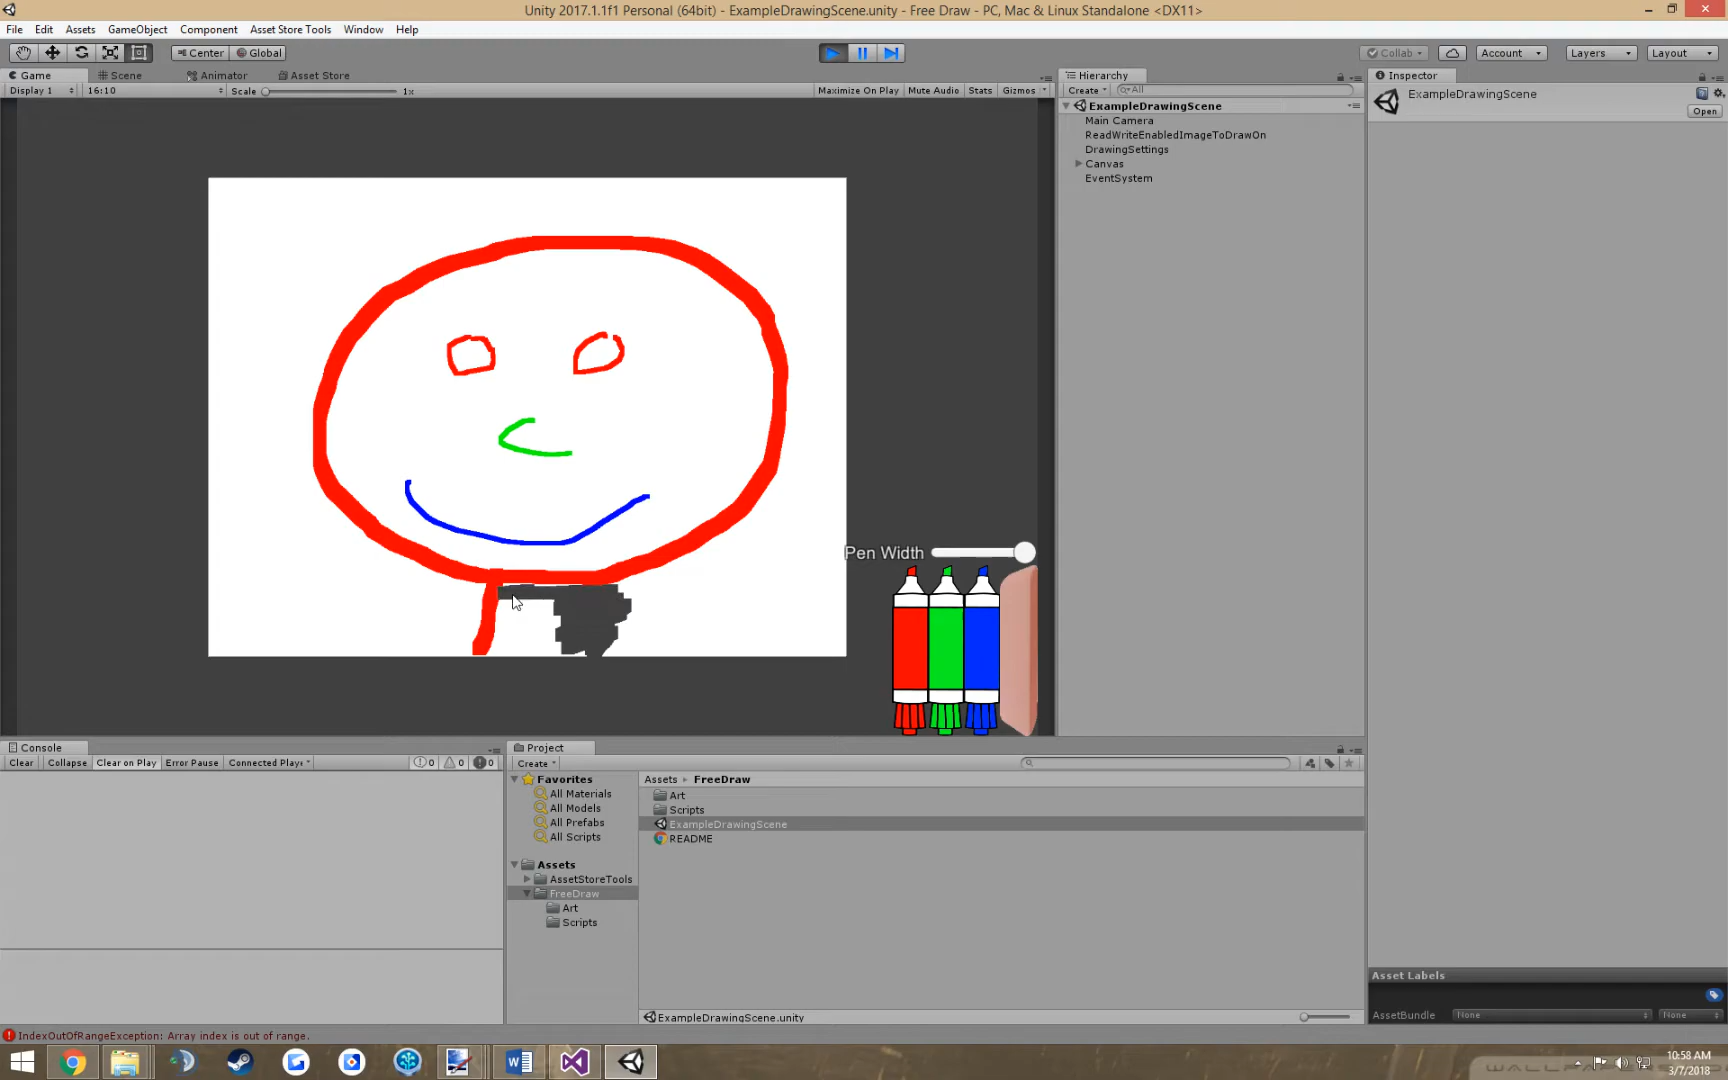 Unity 2017.1.1f1 Personal (64bit) - ExampleDrawingScene.unity - Free Draw - PC, Mac & Linux Standalone <DX11>
File Edit Assets GameObject Component Asset Store Tools Window Help
Center Global Collab Account Layers Layout
Game Scene Animator Asset Store
Display 1 16:10 Scale 1x Maximize On Play Mute Audio Stats Gizmos
Hierarchy
Create All
ExampleDrawingScene
Main Camera
ReadWriteEnabledImageToDrawOn
DrawingSettings
Canvas
EventSystem
Inspector
ExampleDrawingScene
Open
Pen Width
Console
Clear Collapse Clear on Play Error Pause Connected Playe 0 0 0
Project
Create
Favorites
All Materials
All Models
All Prefabs
All Scripts
Assets
AssetStoreTools
FreeDraw
Art
Scripts
Assets FreeDraw
Art
Scripts
ExampleDrawingScene
README
ExampleDrawingScene.unity
Asset Labels
AssetBundle None None
IndexOutOfRangeException: Array index is out of range.
10:58 AM
3/7/2018